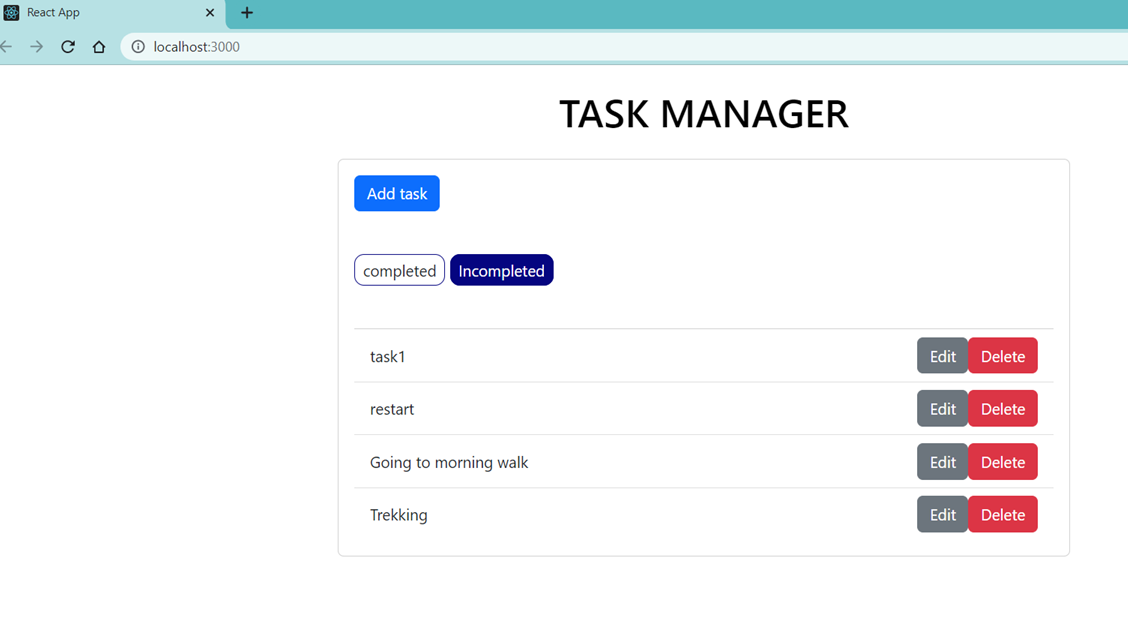 React App
localhost:3000
TASK MANAGER
Add task
completed Incompleted
task1 Edit Delete
restart Edit Delete
Going to morning walk Edit Delete
Trekking Edit Delete